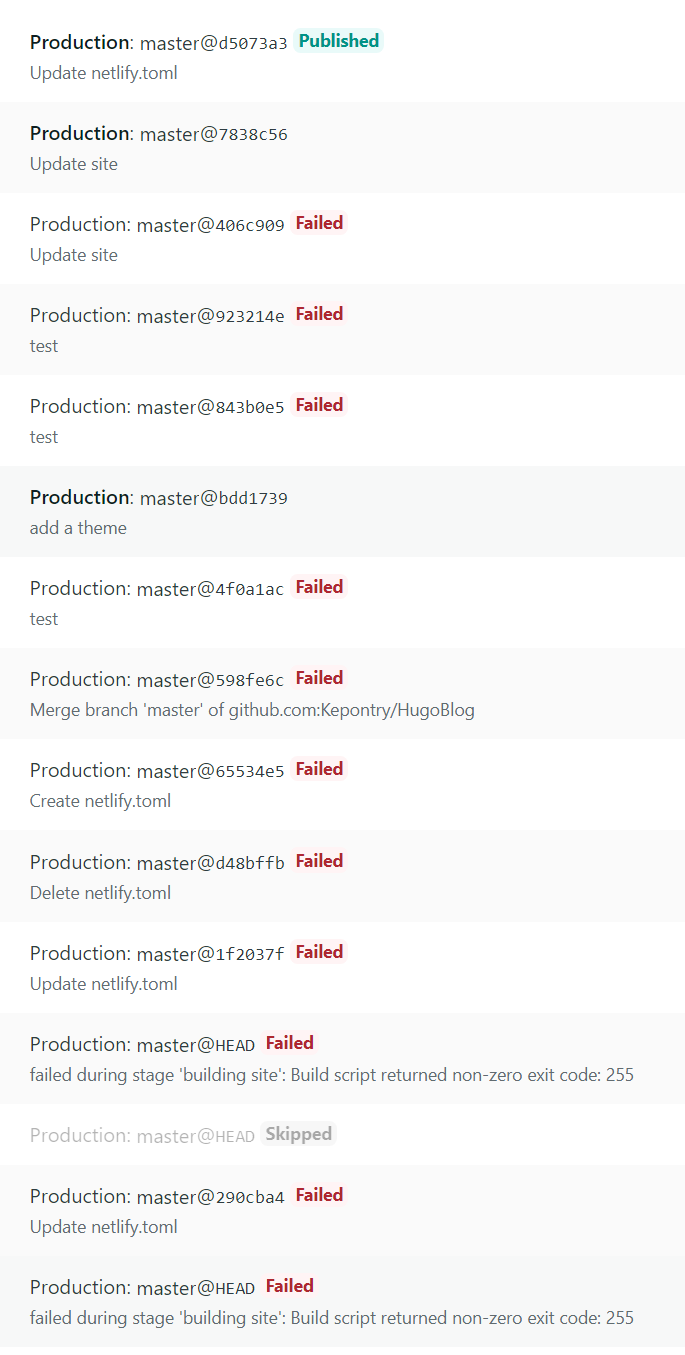 Production: master@d5073a3 Published
Update netlify.toml
Production: master@7838c56
Update site
Production: master@406c909 Failed
Update site
Production: master@923214e Failed
test
Production: master@843b0e5 Failed
test
Production: master@bdd1739
add a theme
Production: master@4f0a1ac Failed
test
Production: master@598fe6c Failed
Merge branch 'master' of github.com:Kepontry/HugoBlog
Production: master@65534e5 Failed
Create netlify.toml
Production: master@d48bffb Failed
Delete netlify.toml
Production: master@1f2037f Failed
Update netlify.toml
Production: master@HEAD Failed
failed during stage 'building site': Build script returned non-zero exit code: 255
Production: master@HEAD Skipped
Production: master@290cba4 Failed
Update netlify.toml
Production: master@HEAD Failed
failed during stage 'building site': Build script returned non-zero exit code: 255